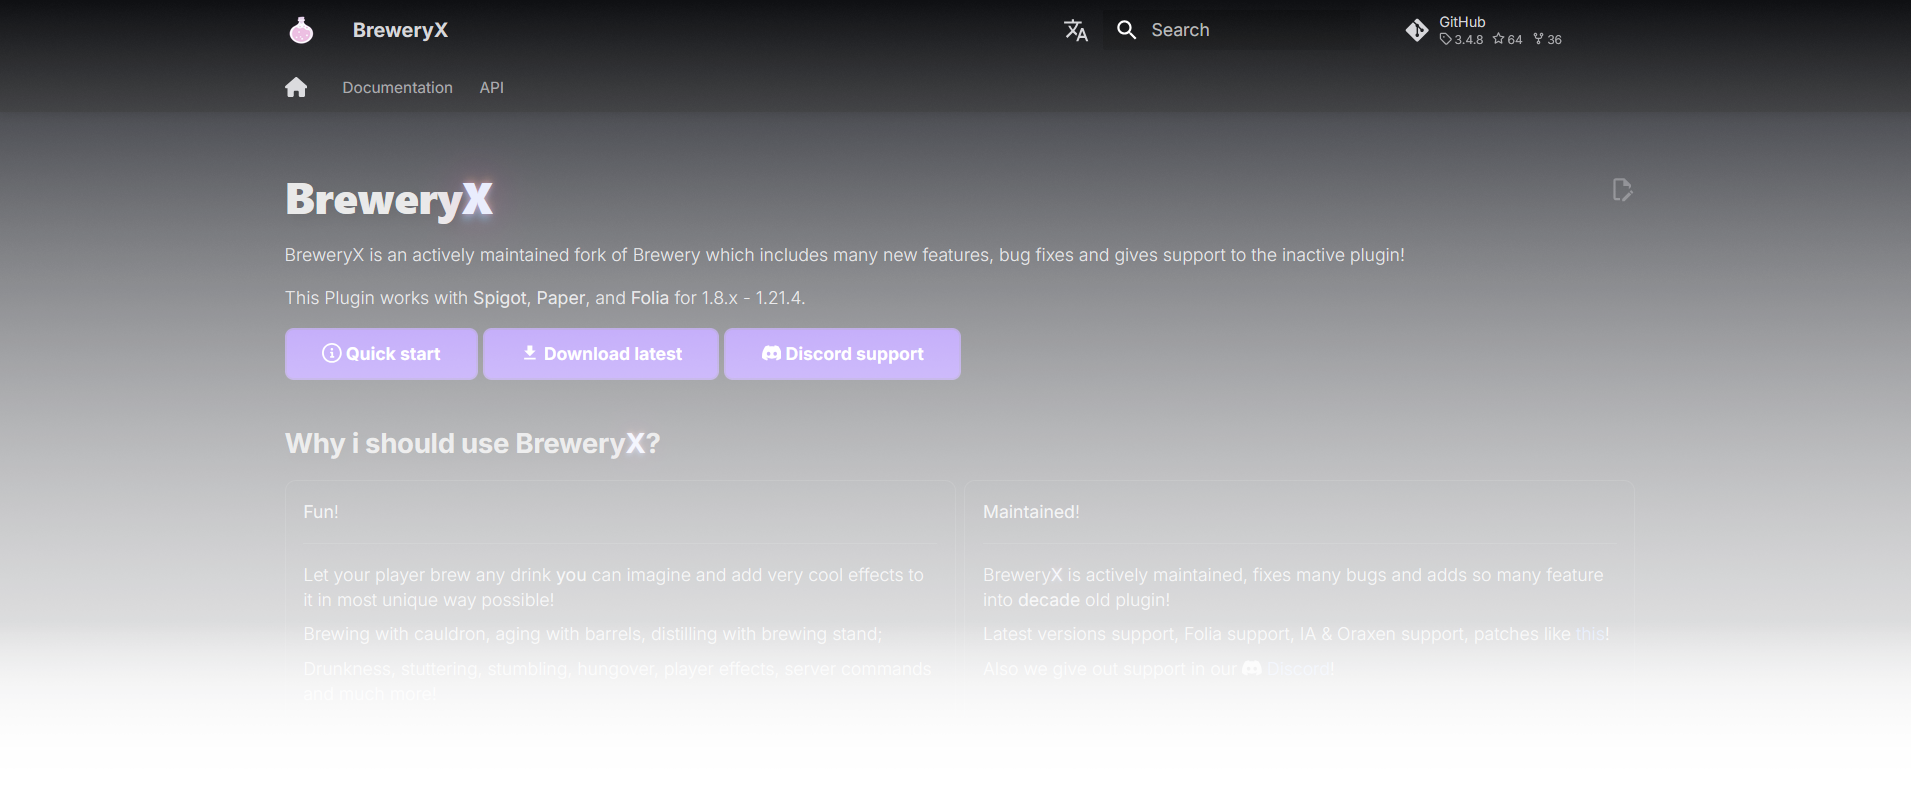 BreweryX
Search
GitHub
3.4.8 64 36
Documentation API
BreweryX
BreweryX is an actively maintained fork of Brewery which includes many new features, bug fixes and gives support to the inactive plugin!
This Plugin works with Spigot, Paper, and Folia for 1.8.x - 1.21.4.
Quick start Download latest Discord support
Why i should use BreweryX?
Fun!
Let your player brew any drink you can imagine and add very cool effects to
it in most unique way possible!
Brewing with cauldron, aging with barrels, distilling with brewing stand;
Drunkness, stuttering, stumbling, hungover, player effects, server commands
and much more!
Maintained!
BreweryX is actively maintained, fixes many bugs and adds so many feature
into decade old plugin!
Latest versions support, Folia support, IA & Oraxen support, patches like this!
Also we give out support in our Discord!